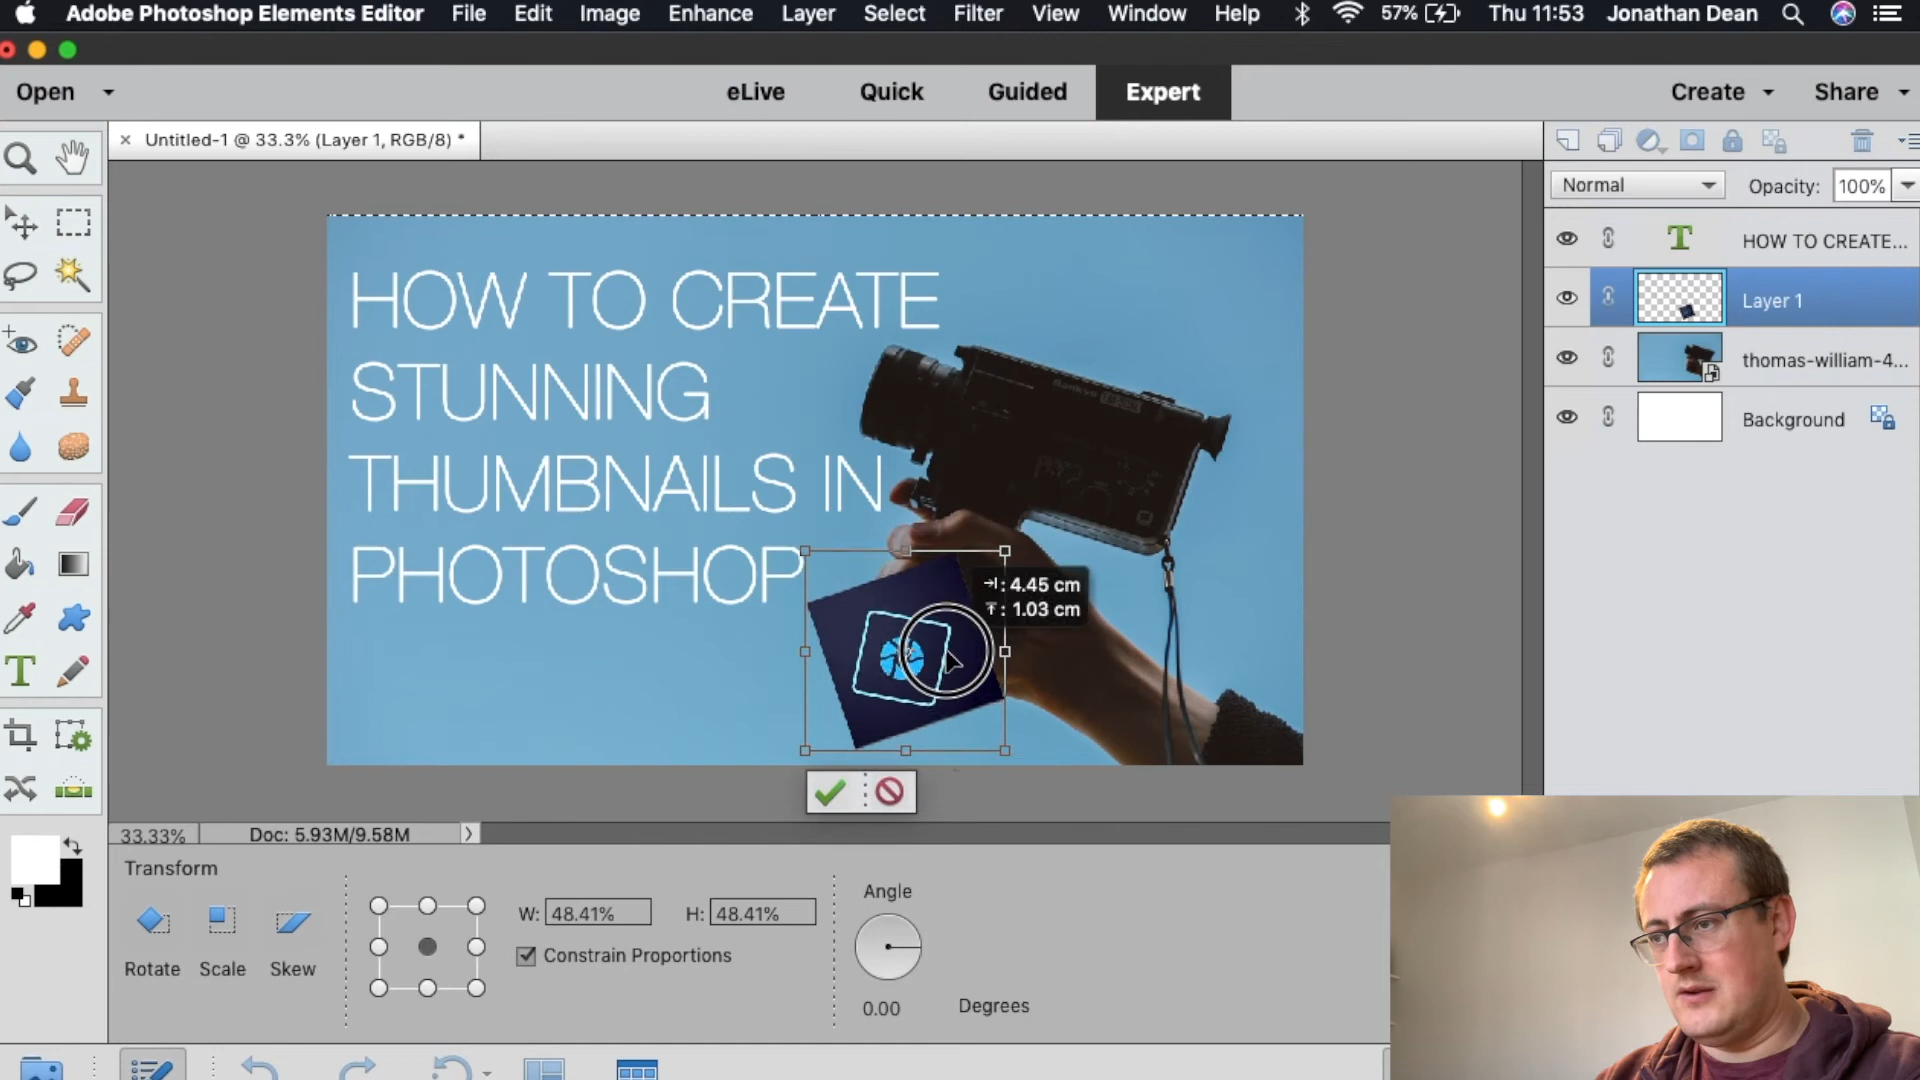 Adobe Photoshop Elements Editor File Edit Image Enhance Layer Select Filter View Window Help 57% Thu 11:53 Jonathan Dean
Open eLive Quick Guided Expert Create Share
× Untitled-1 @ 33.3% (Layer 1, RGB/8) *
Normal Opacity: 100%
HOW TO CREATE...
Layer 1
thomas-william-4...
Background
HOW TO CREATE
STUNNING
THUMBNAILS IN
PHOTOSHOP
: 4.45 cm
: 1.03 cm
33.33% Doc: 5.93M/9.58M
Transform
Rotate Scale Skew
W: 48.41% H: 48.41%
Constrain Proportions
Angle
0.00 Degrees